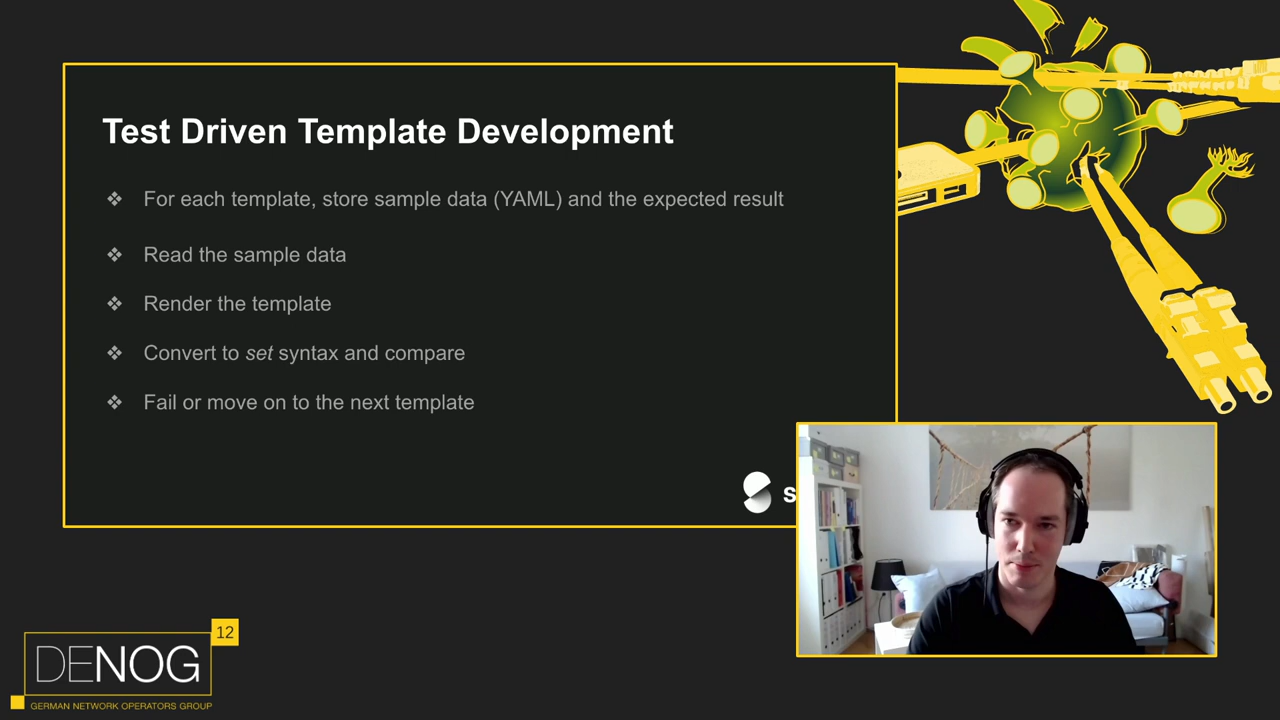 Test Driven Template Development
❖ For each template, store sample data (YAML) and the expected result
❖ Read the sample data
❖ Render the template
❖ Convert to set syntax and compare
❖ Fail or move on to the next template
s
12
DENOG
GERMAN NETWORK OPERATORS GROUP